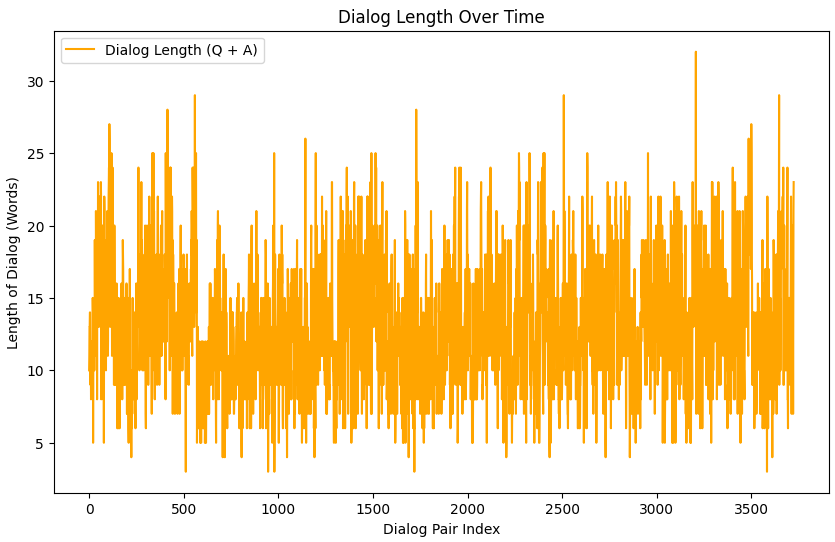 Dialog Length Over Time
Dialog Length (Q + A)
Length of Dialog (Words)
30
25
20
15
10
5
0 500 1000 1500 2000 2500 3000 3500
Dialog Pair Index